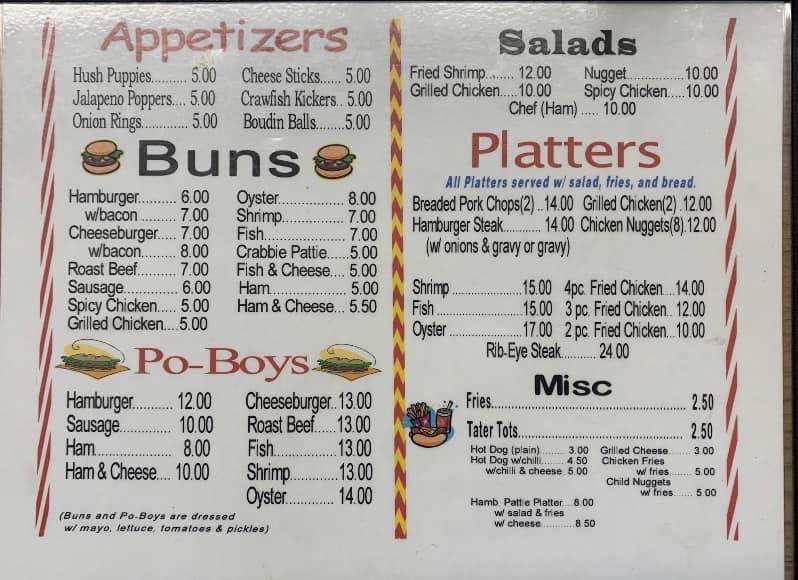 Appetizers
Hush Puppies.......... 5.00 Cheese Sticks...... 5.00
Jalapeno Poppers.... 5.00 Crawfish Kickers.. 5.00
Onion Rings............. 5.00 Boudin Balls.......5.00
Buns
Hamburger.......... 6.00
w/bacon ......... 7.00
Cheeseburger..... 7.00
w/bacon......... 8.00
Roast Beef.......... 7.00
Sausage.............. 6.00
Spicy Chicken..... 5.00
Grilled Chicken....5.00
Oyster................... 8.00
Shrimp.................. 7.00
Fish...................... 7.00
Crabbie Pattie.....5.00
Fish & Cheese.... 5.00
Ham..................... 5.00
Ham & Cheese... 5.50
Po-Boys
Hamburger.......... 12.00
Sausage............. 10.00
Ham.................... 8.00
Ham & Cheese.... 10.00
Cheeseburger.. 13.00
Roast Beef..... 13.00
Fish.............. 13.00
Shrimp............13.00
Oyster............. 14.00
(Buns and Po-Boys are dressed
w/ mayo, lettuce, tomatoes & pickles)
Salads
Fried Shrimp....... 12.00 Nugget.................10.00
Grilled Chicken.....10.00 Spicy Chicken.....10.00
Chef (Ham) ..... 10.00
Platters
All Platters served w/ salad, fries, and bread.
Breaded Pork Chops(2) ..14.00 Grilled Chicken(2) .12.00
Hamburger Steak............ 14.00 Chicken Nuggets(8).12.00
(w/ onions & gravy or gravy)
Shrimp .....................15.00 4pc. Fried Chicken....14.00
Fish ..........................15.00 3 pc. Fried Chicken.. 12.00
Oyster .......................17.00 2 pc. Fried Chicken...10.00
Rib-Eye Steak........... 24.00
Misc
Fries....................................................... 2.50
Tater Tots................................................ 2.50
Hot Dog (plain)......... 3.00
Hot Dog w/chilli........ 4.50
w/chilli & cheese 5.00
Hamb. Pattie Platter... 8.00
w/ salad & fries
w/ cheese...........8.50
Grilled Cheese....... 3.00
Chicken Fries
w/ fries....... 5.00
Child Nuggets
w/ fries...... 5.00